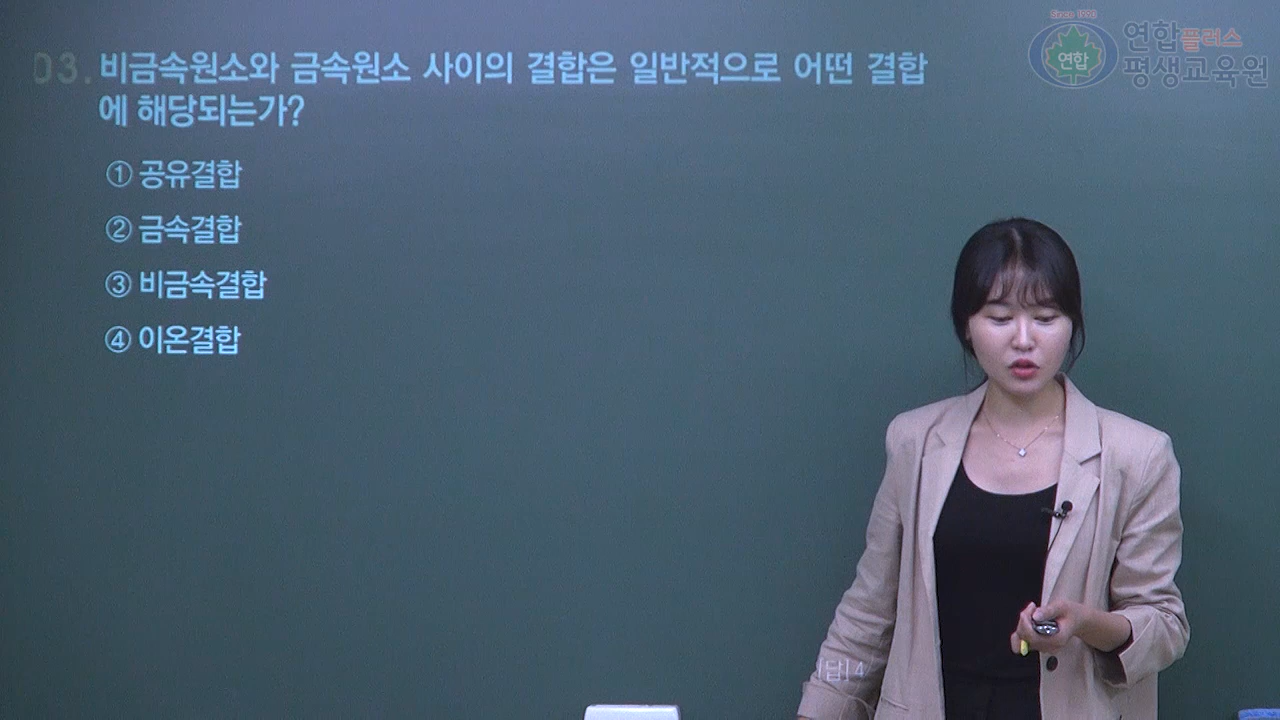 03. 비금속원소와 금속원소 사이의 결합은 일반적으로 어떤 결합
에 해당되는가?
① 공유결합
② 금속결합
③ 비금속결합
④ 이온결합
Since 1990
연합
연합플러스
평생교육원
답| 4